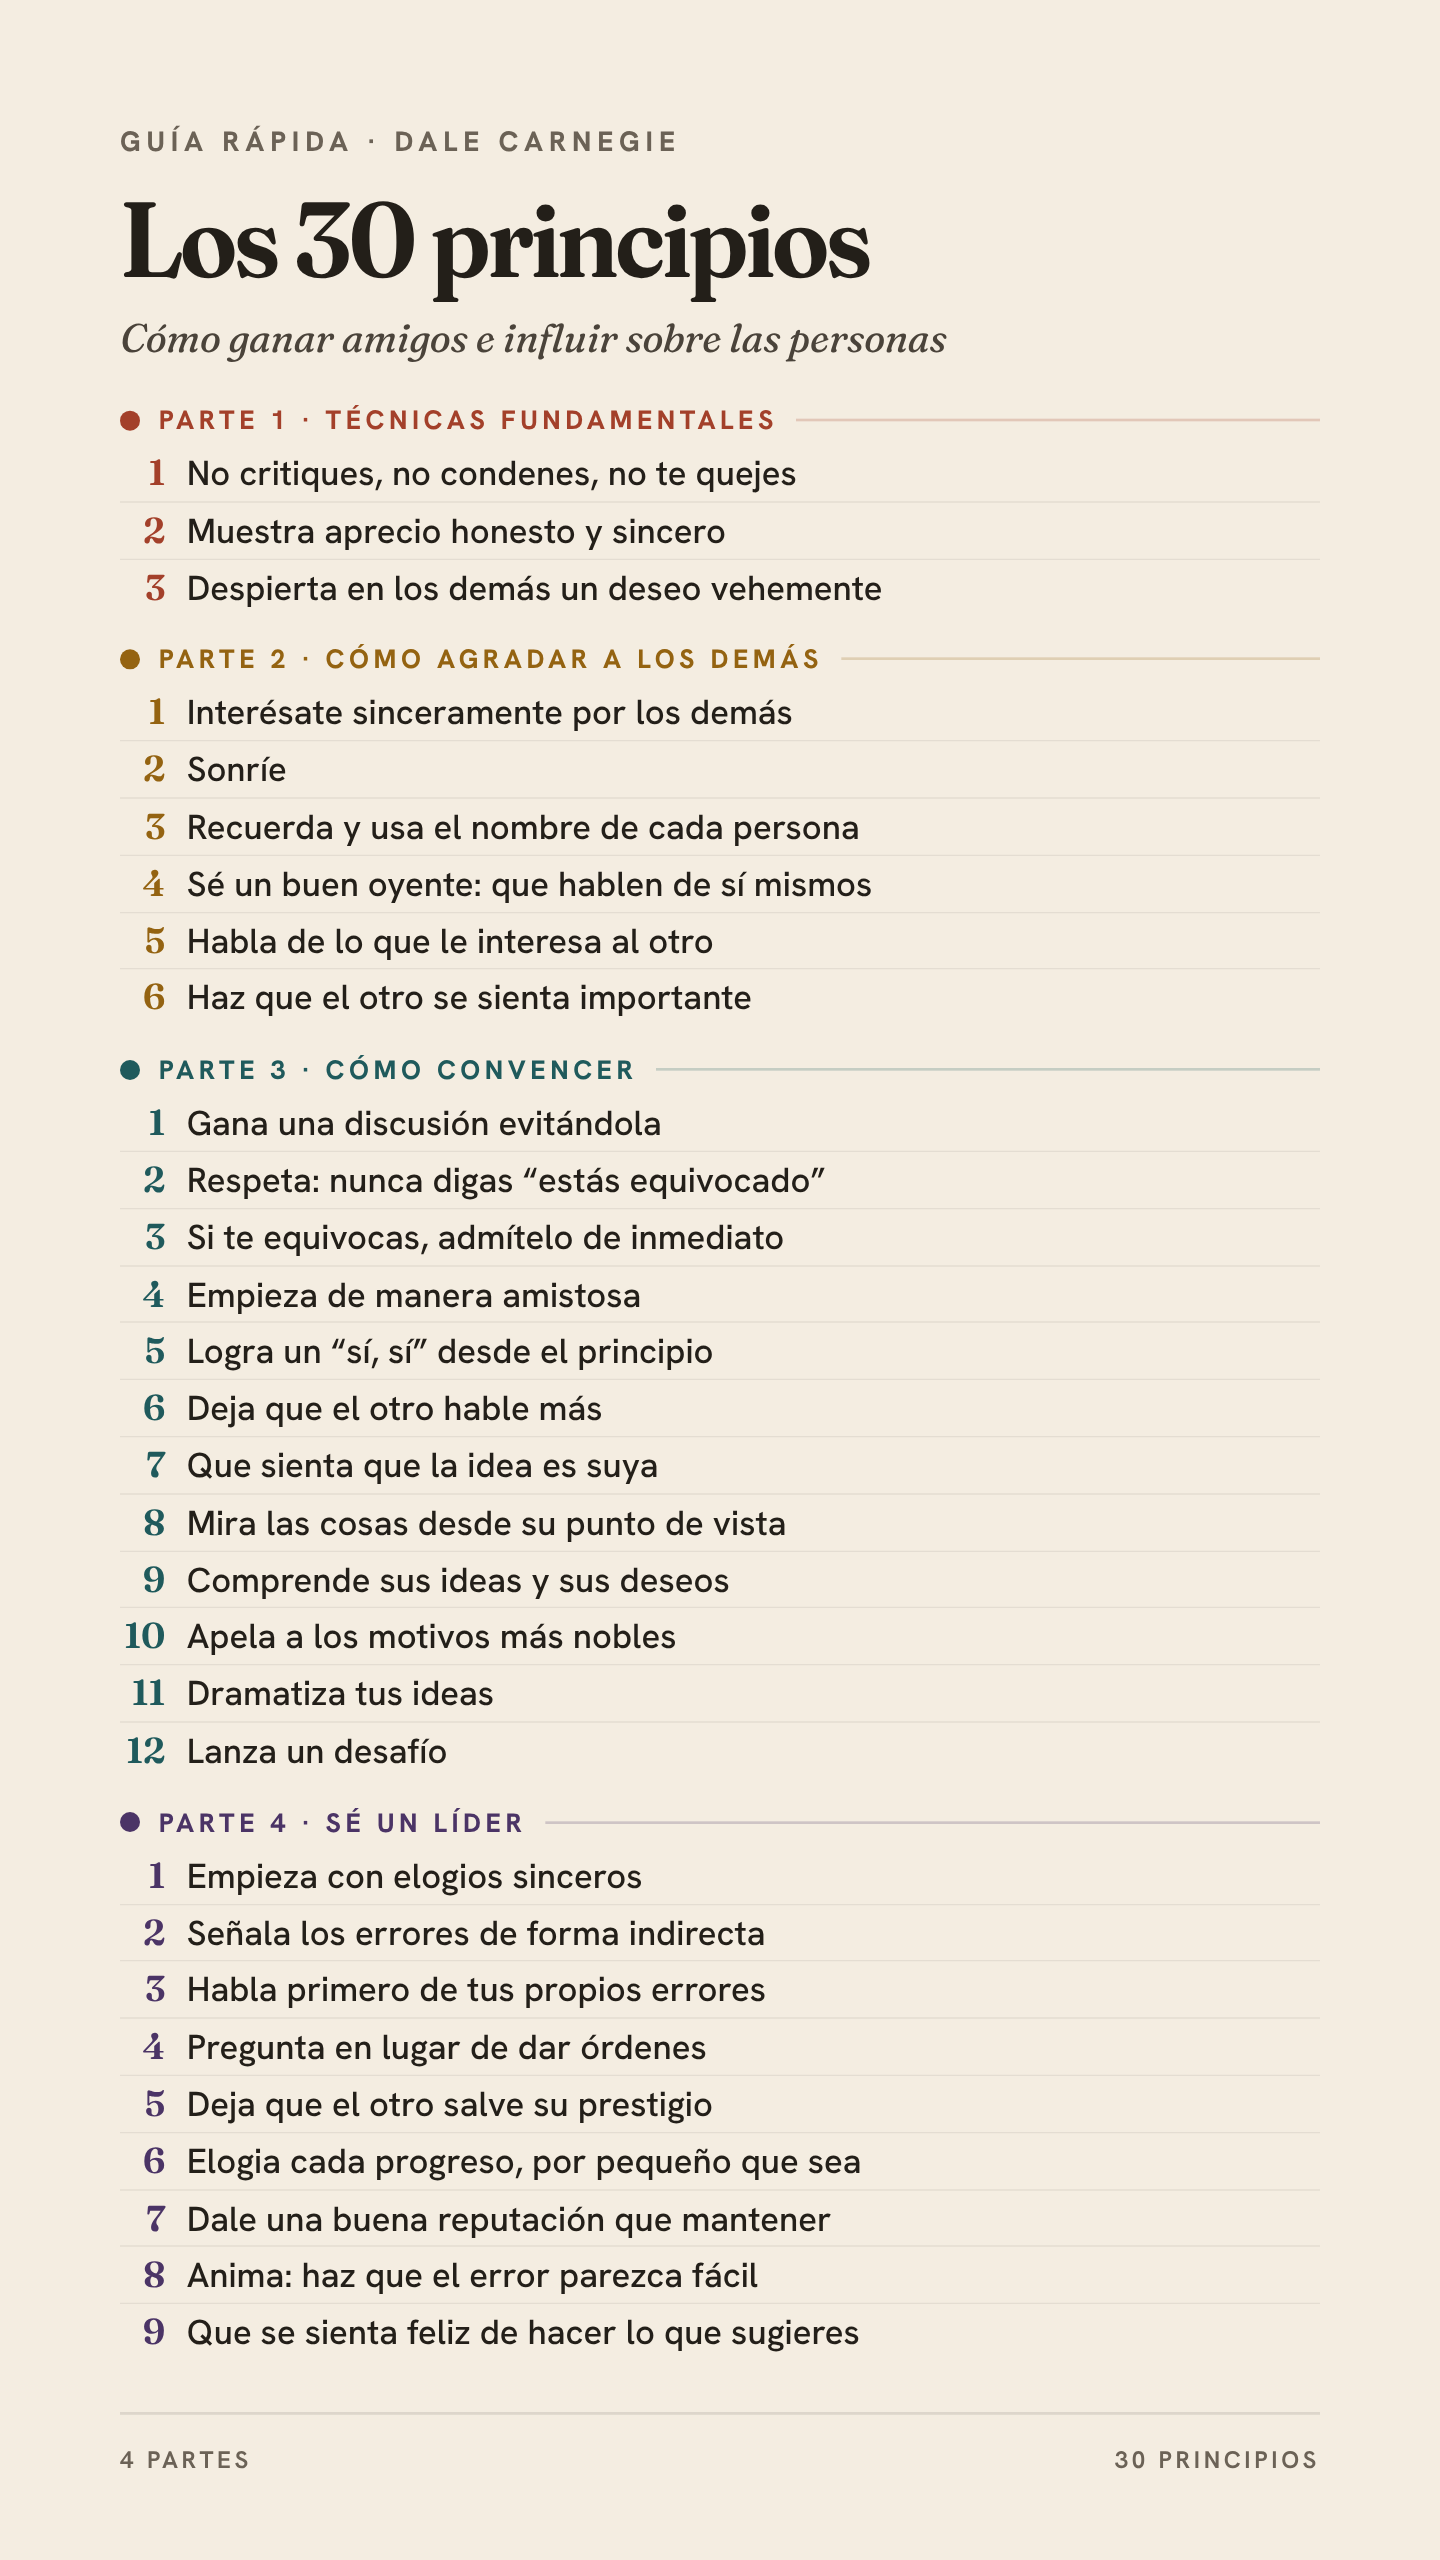 GUÍA RÁPIDA · DALE CARNEGIE
Los 30 principios
Cómo ganar amigos e influir sobre las personas
PARTE 1 · TÉCNICAS FUNDAMENTALES
1 No critiques, no condenes, no te quejes
2 Muestra aprecio honesto y sincero
3 Despierta en los demás un deseo vehemente
PARTE 2 · CÓMO AGRADAR A LOS DEMÁS
1 Interésate sinceramente por los demás
2 Sonríe
3 Recuerda y usa el nombre de cada persona
4 Sé un buen oyente: que hablen de sí mismos
5 Habla de lo que le interesa al otro
6 Haz que el otro se sienta importante
PARTE 3 · CÓMO CONVENCER
1 Gana una discusión evitándola
2 Respeta: nunca digas “estás equivocado”
3 Si te equivocas, admítelo de inmediato
4 Empieza de manera amistosa
5 Logra un “sí, sí” desde el principio
6 Deja que el otro hable más
7 Que sienta que la idea es suya
8 Mira las cosas desde su punto de vista
9 Comprende sus ideas y sus deseos
10 Apela a los motivos más nobles
11 Dramatiza tus ideas
12 Lanza un desafío
PARTE 4 · SÉ UN LÍDER
1 Empieza con elogios sinceros
2 Señala los errores de forma indirecta
3 Habla primero de tus propios errores
4 Pregunta en lugar de dar órdenes
5 Deja que el otro salve su prestigio
6 Elogia cada progreso, por pequeño que sea
7 Dale una buena reputación que mantener
8 Anima: haz que el error parezca fácil
9 Que se sienta feliz de hacer lo que sugieres
4 PARTES
30 PRINCIPIOS